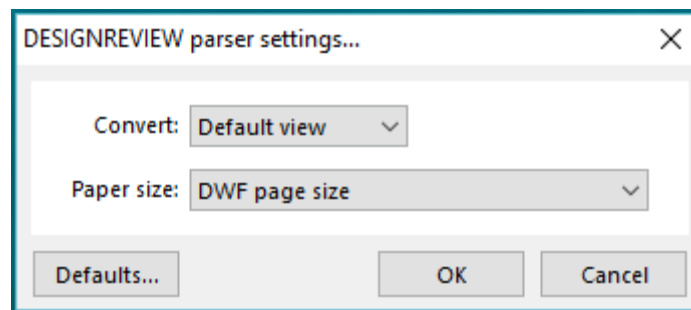 DESIGNREVIEW parser settings...
Convert: Default view
Paper size: DWF page size
Defaults... OK Cancel